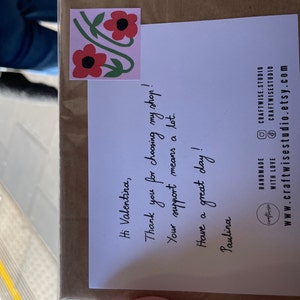 Hi Valentina,
Thank you for choosing my shop!
Your support means a lot.
Have a great day!
Paulina
HANDMADE
WITH LOVE
CRAFTWISE.STUDIO
CRAFTWISESTUDIO
www.craftwisestudio.etsy.com